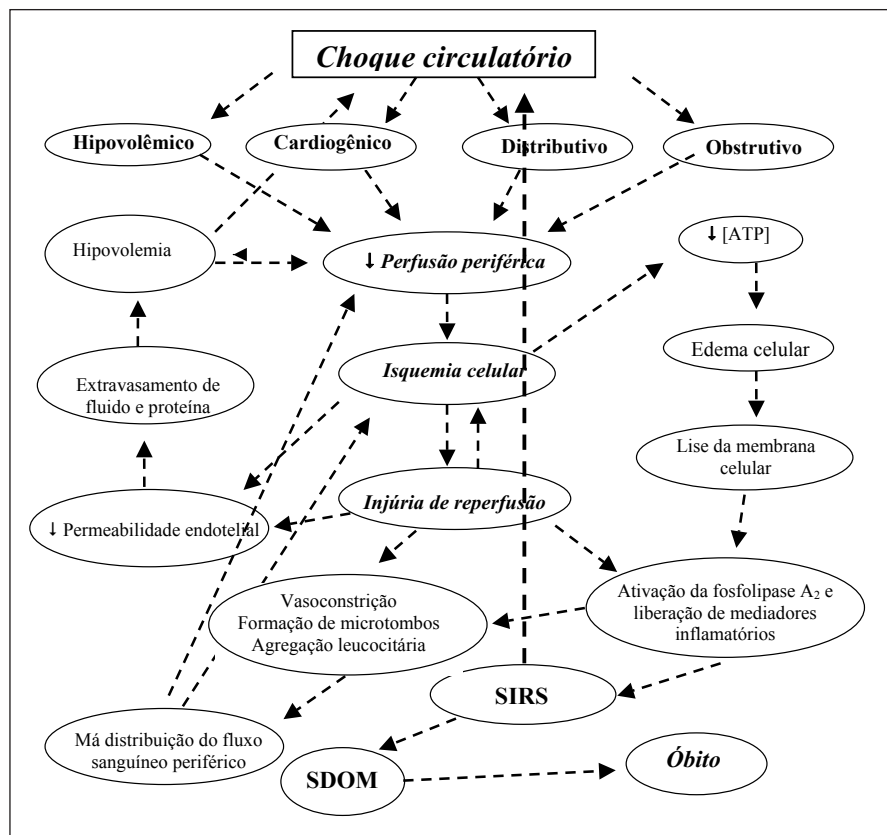 Choque circulatório
Hipovolêmico
Cardiogênico
Distributivo
Obstrutivo
Hipovolemia
↓ Perfusão periférica
↓ [ATP]
Isquemia celular
Edema celular
Extravasamento de
fluido e proteína
Lise da membrana
celular
Injúria de reperfusão
↓ Permeabilidade endotelial
Vasoconstrição
Formação de microtombos
Agregação leucocitária
Ativação da fosfolipase A₂ e
liberação de mediadores
inflamatórios
SIRS
Má distribuição do fluxo
sanguíneo periférico
SDOM
Óbito